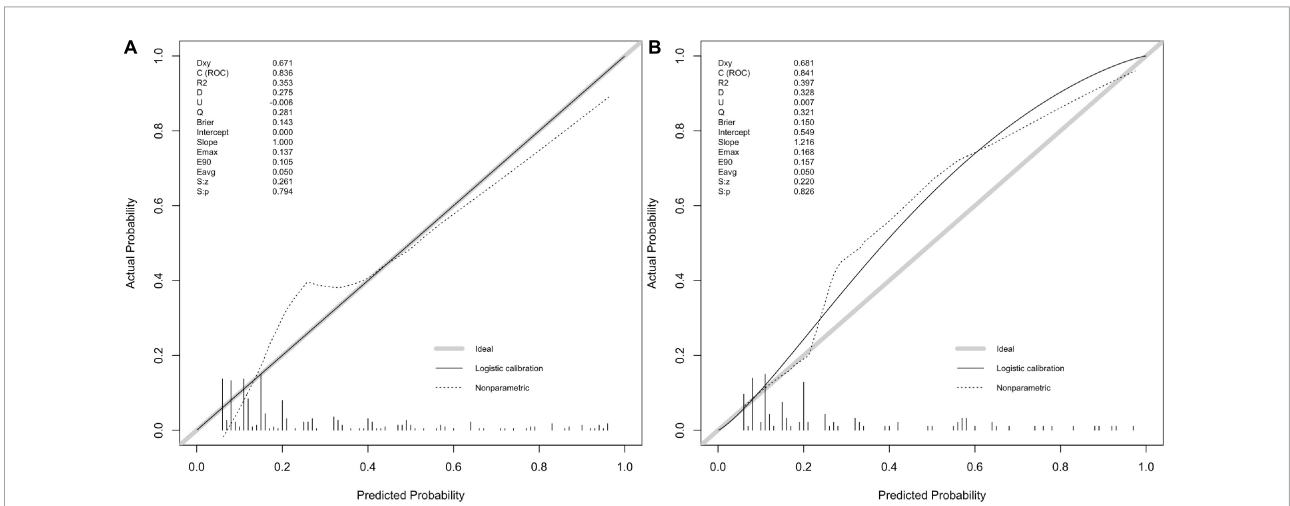 A
Dxy 0.671
C (ROC) 0.836
R2 0.353
D 0.275
U -0.006
Q 0.281
Brier 0.143
Intercept 0.000
Slope 1.000
Emax 0.137
E90 0.105
Eavg 0.050
S:z 0.261
S:p 0.794
Actual Probability
1.0
0.8
0.6
0.4
0.2
0.0
Ideal
Logistic calibration
Nonparametric
0.0 0.2 0.4 0.6 0.8 1.0
Predicted Probability
B
Dxy 0.681
C (ROC) 0.841
R2 0.397
D 0.328
U 0.007
Q 0.321
Brier 0.150
Intercept 0.549
Slope 1.216
Emax 0.168
E90 0.157
Eavg 0.050
S:z 0.220
S:p 0.826
Actual Probability
1.0
0.8
0.6
0.4
0.2
0.0
Ideal
Logistic calibration
Nonparametric
0.0 0.2 0.4 0.6 0.8 1.0
Predicted Probability